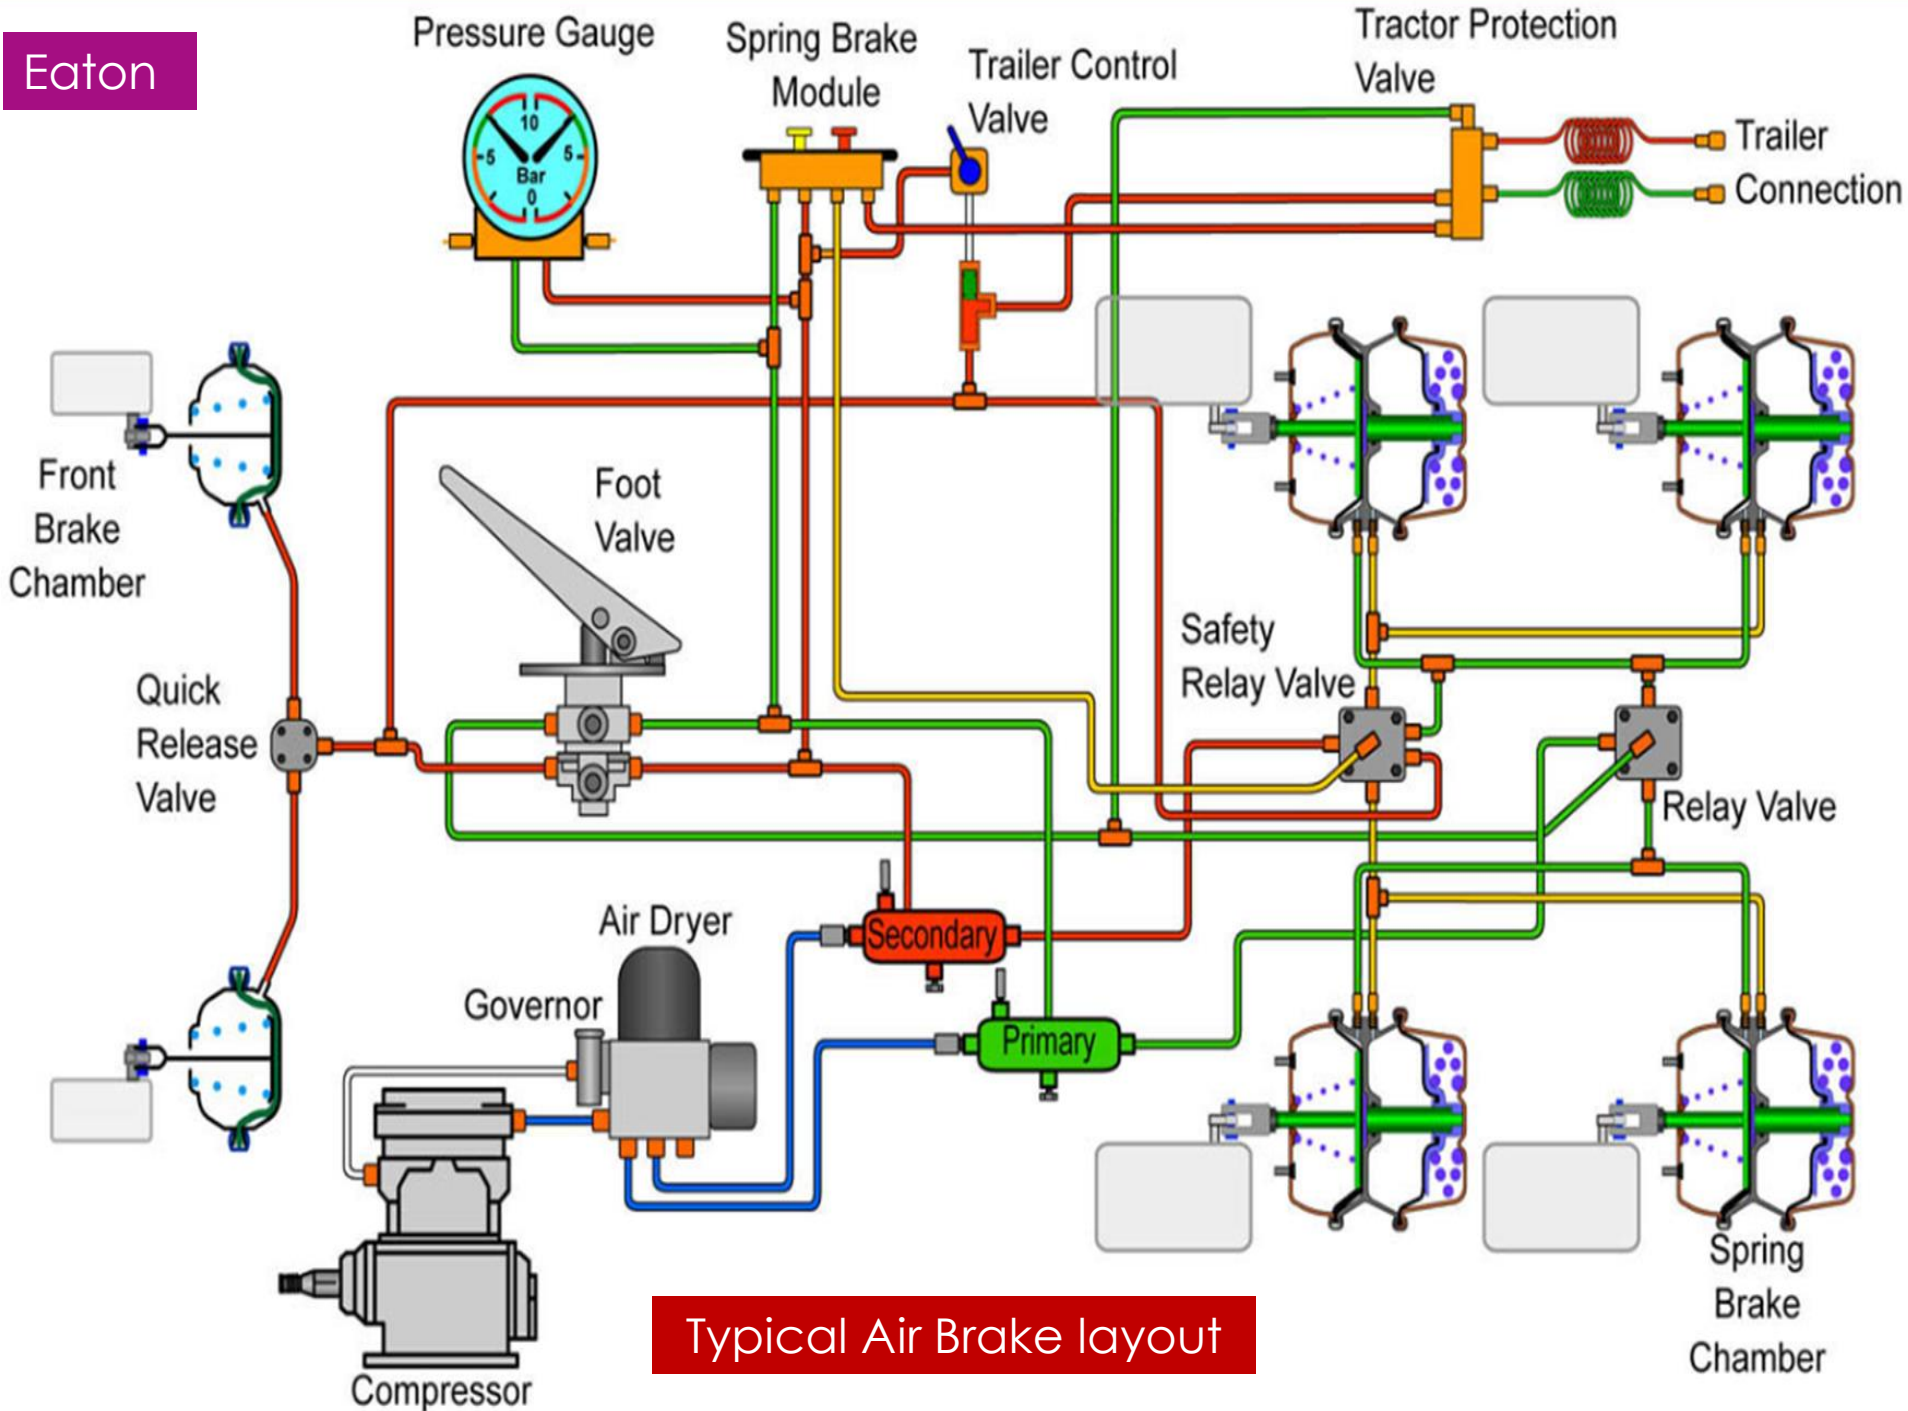 Eaton
Pressure Gauge
Spring Brake
Module
Trailer Control
Valve
Tractor Protection
Valve
10
5
5
Bar
0
Trailer
Connection
Front
Brake
Chamber
Foot
Valve
Quick
Release
Valve
Safety
Relay Valve
Relay Valve
Air Dryer
Secondary
Governor
Primary
Compressor
Spring
Brake
Chamber
Typical Air Brake layout